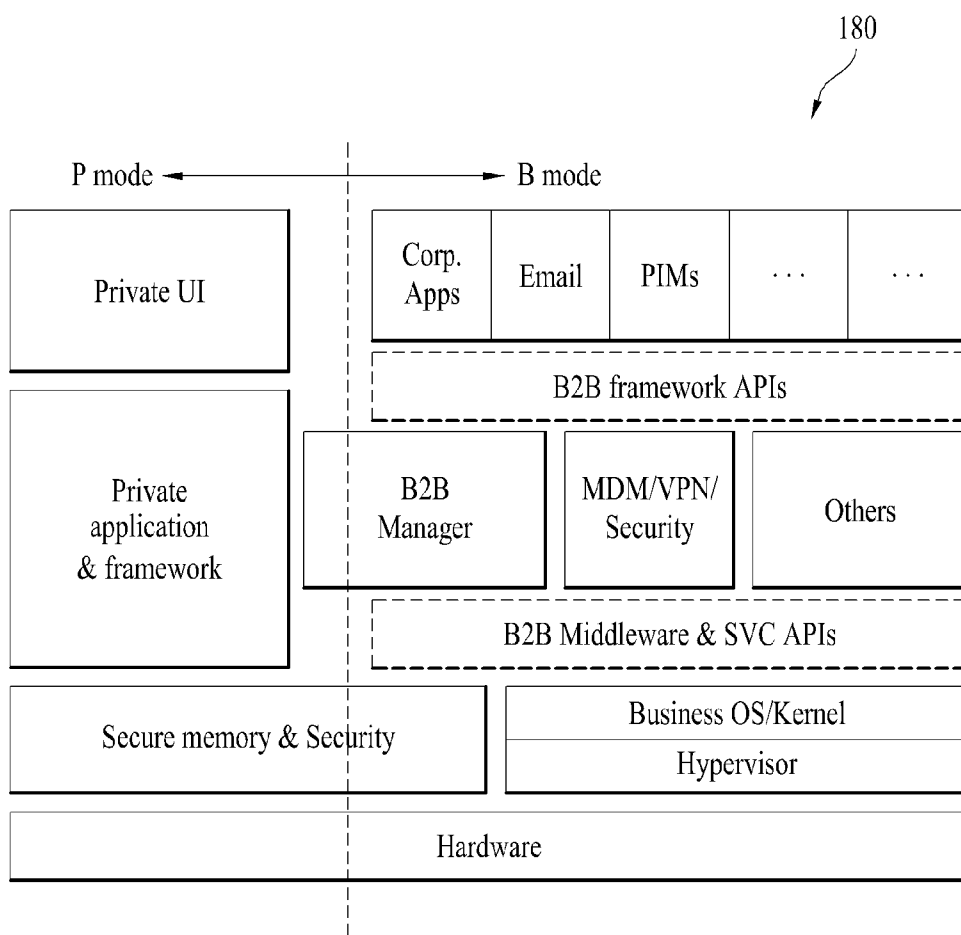 180
P mode
B mode
Private UI
Corp.
Apps
Email
PIMs
...
...
B2B framework APIs
Private
application
& framework
B2B
Manager
MDM/VPN/
Security
Others
B2B Middleware & SVC APIs
Secure memory & Security
Business OS/Kernel
Hypervisor
Hardware